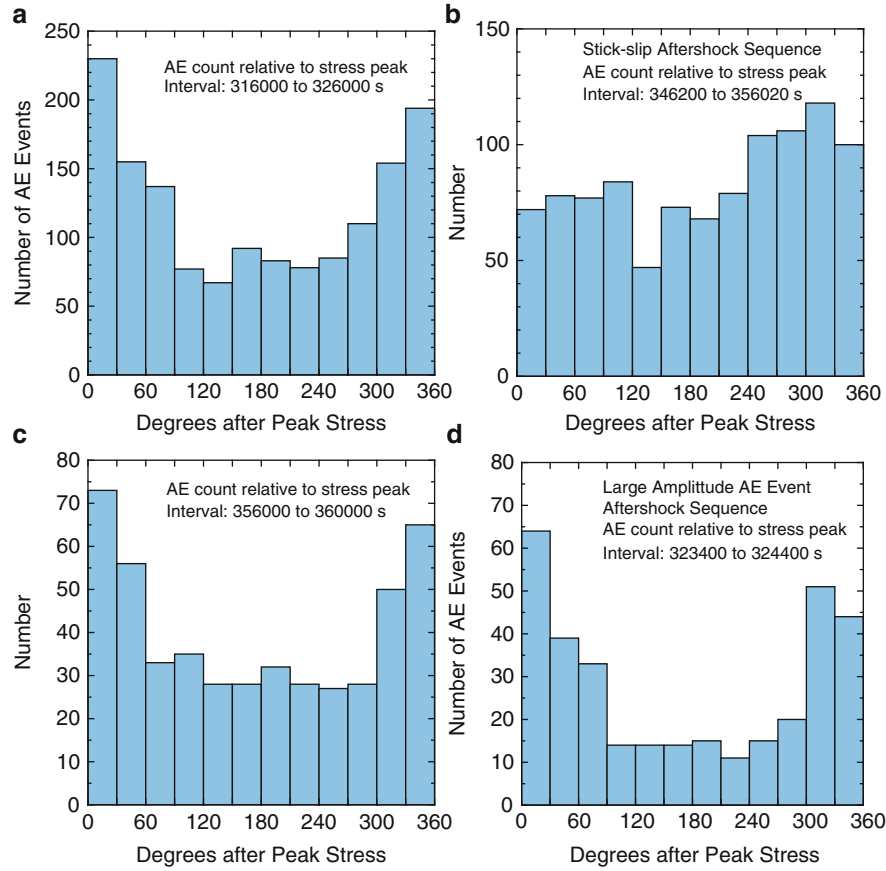 a
250
200
150
100
50
0
Number of AE Events
AE count relative to stress peak
Interval: 316000 to 326000 s
0 60 120 180 240 300 360
Degrees after Peak Stress
b
150
100
50
0
Number
Stick-slip Aftershock Sequence
AE count relative to stress peak
Interval: 346200 to 356020 s
0 60 120 180 240 300 360
Degrees after Peak Stress
c
80
70
60
50
40
30
20
10
0
Number
AE count relative to stress peak
Interval: 356000 to 360000 s
0 60 120 180 240 300 360
Degrees after Peak Stress
d
80
70
60
50
40
30
20
10
0
Number of AE Events
Large Amplittude AE Event
Aftershock Sequence
AE count relative to stress peak
Interval: 323400 to 324400 s
0 60 120 180 240 300 360
Degrees after Peak Stress